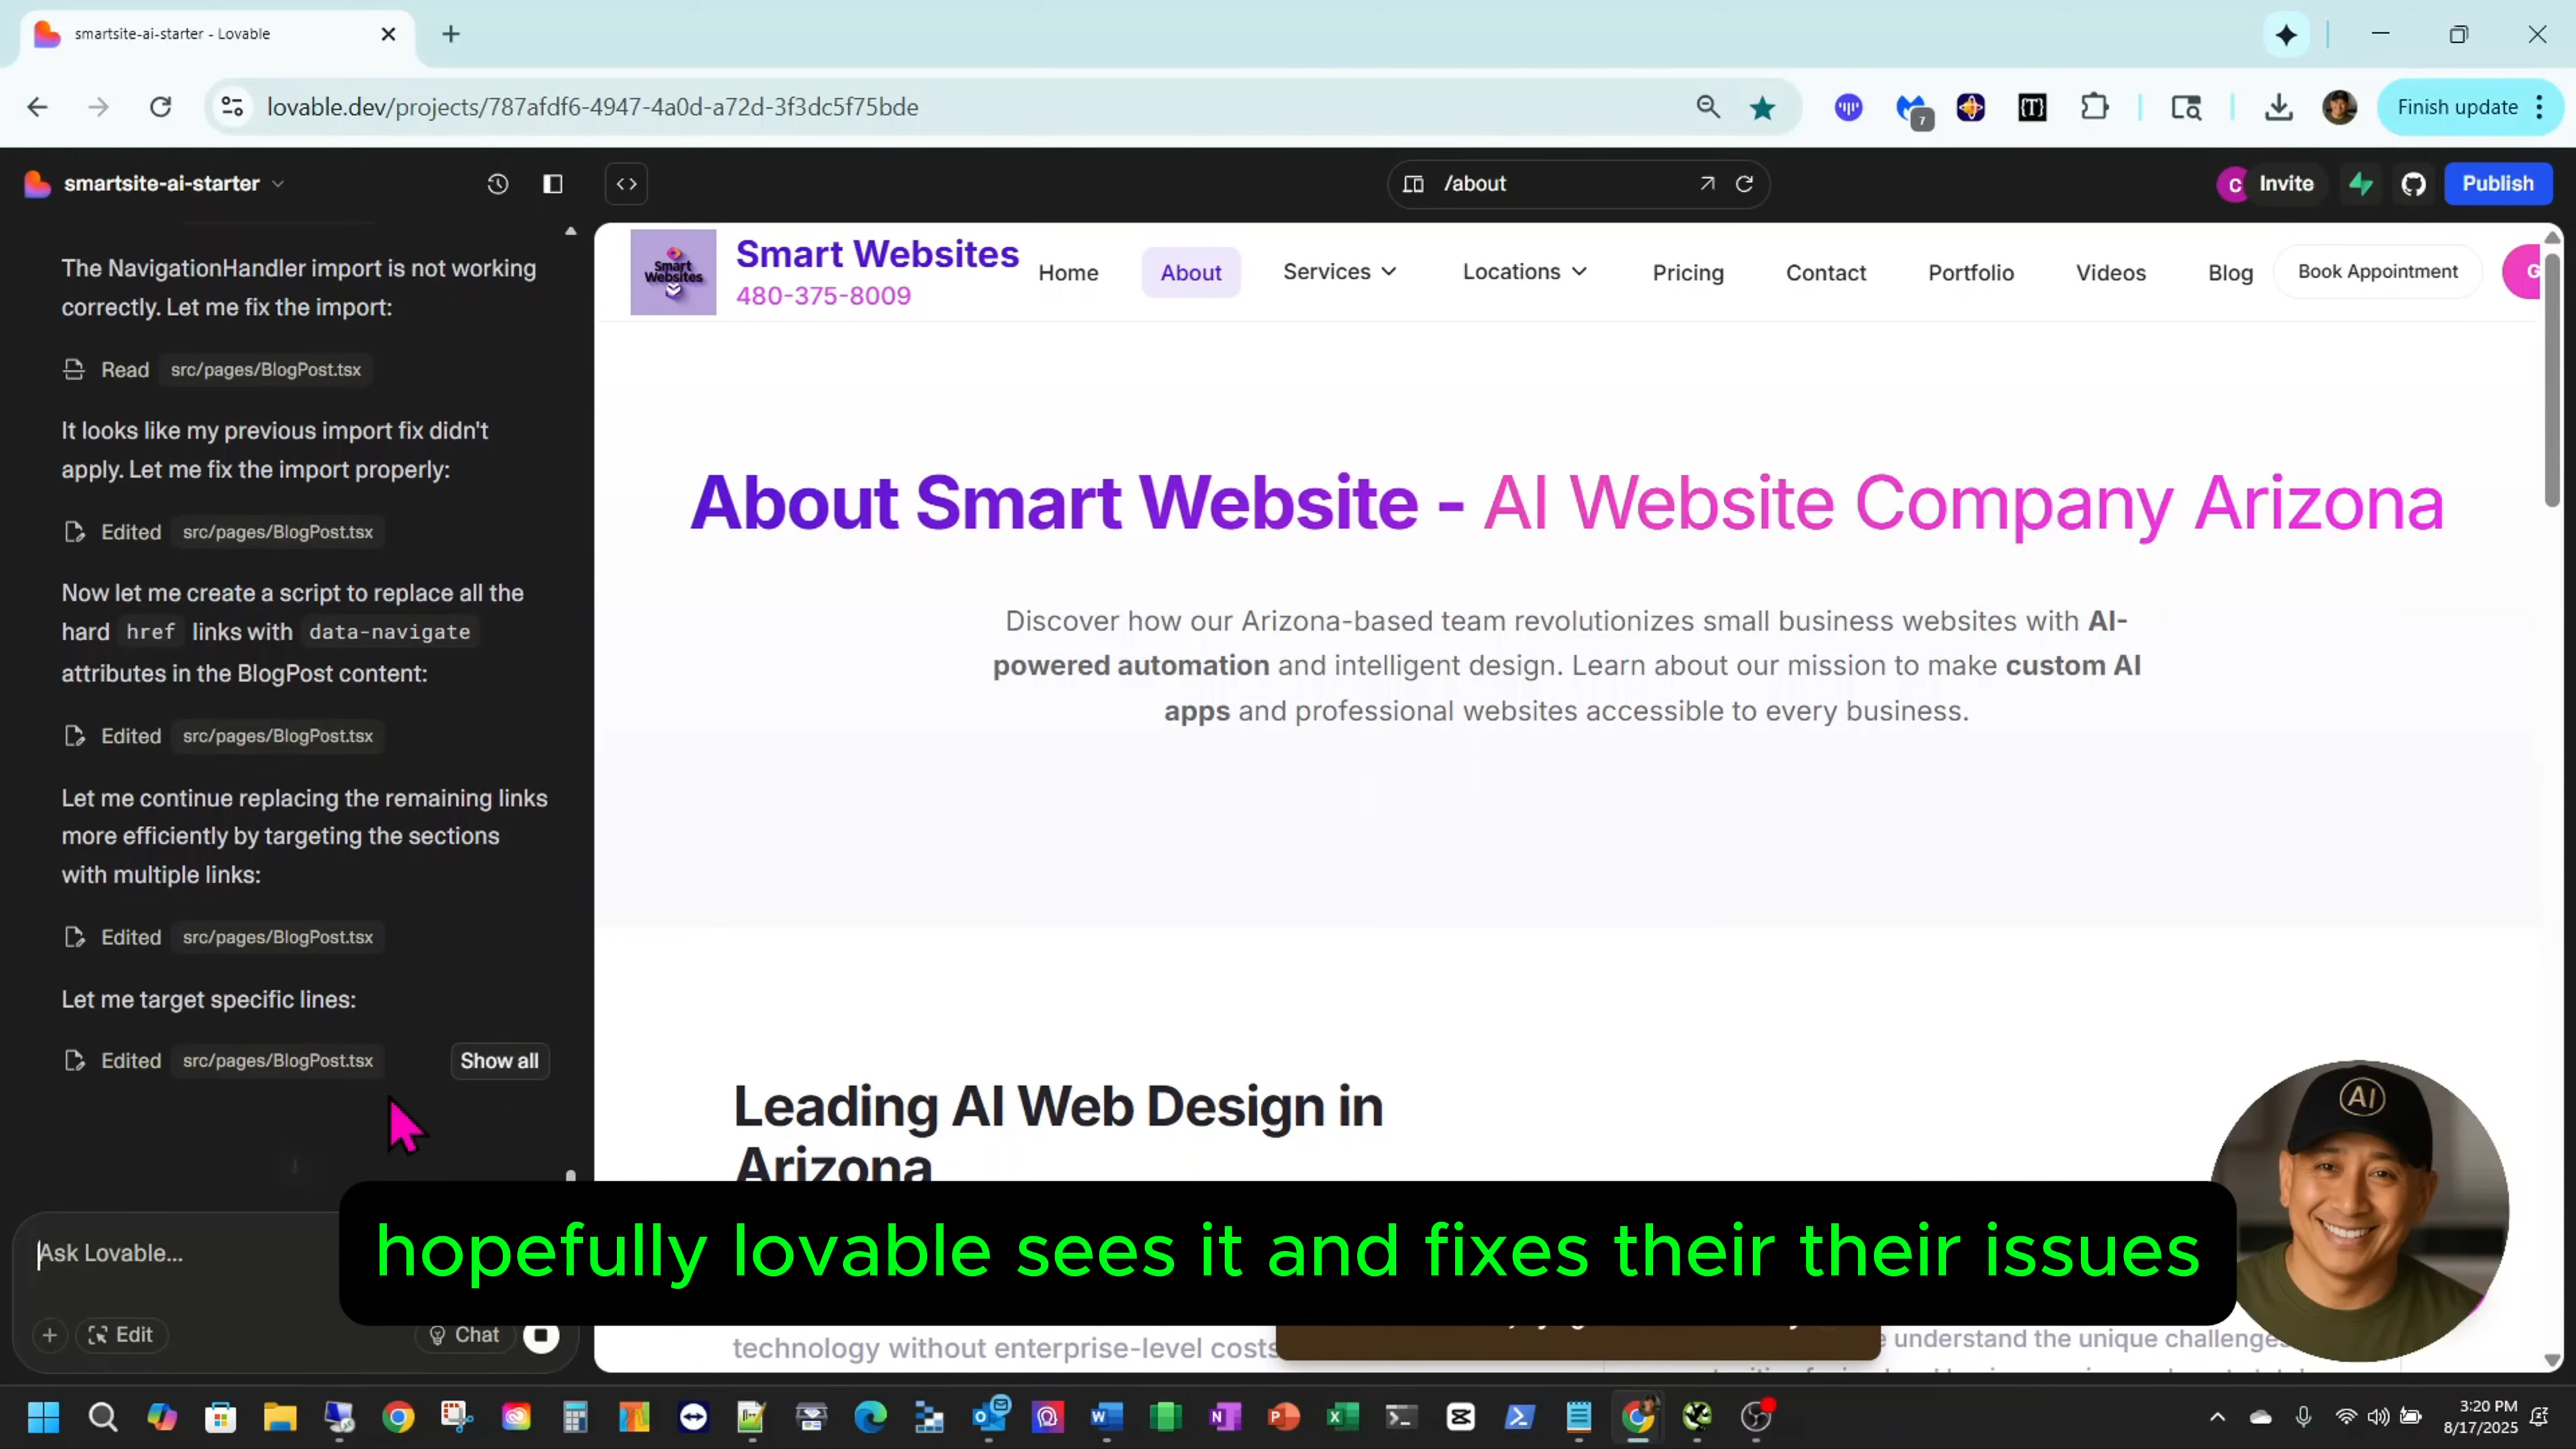 smartsite-ai-starter - Lovable
lovable.dev/projects/787afdf6-4947-4a0d-a72d-3f3dc5f75bde
7
Finish update
smartsite-ai-starter
/about
C
Invite
Publish
The NavigationHandler import is not working
correctly. Let me fix the import:
Read src/pages/BlogPost.tsx
It looks like my previous import fix didn't
apply. Let me fix the import properly:
Edited src/pages/BlogPost.tsx
Now let me create a script to replace all the
hard href links with data-navigate
attributes in the BlogPost content:
Edited src/pages/BlogPost.tsx
Let me continue replacing the remaining links
more efficiently by targeting the sections
with multiple links:
Edited src/pages/BlogPost.tsx
Let me target specific lines:
Edited src/pages/BlogPost.tsx Show all
Ask Lovable...
Edit
Chat
Smart Websites
Smart Websites
480-375-8009
Home About Services Locations Pricing Contact Portfolio Videos Blog Book Appointment G
About Smart Website - AI Website Company Arizona
Discover how our Arizona-based team revolutionizes small business websites with AI-
powered automation and intelligent design. Learn about our mission to make custom AI
apps and professional websites accessible to every business.
Leading AI Web Design in
Arizona
AI
hopefully lovable sees it and fixes their their issues
technology without enterprise-level costs
understand the unique challenges
3:20 PM
8/17/2025